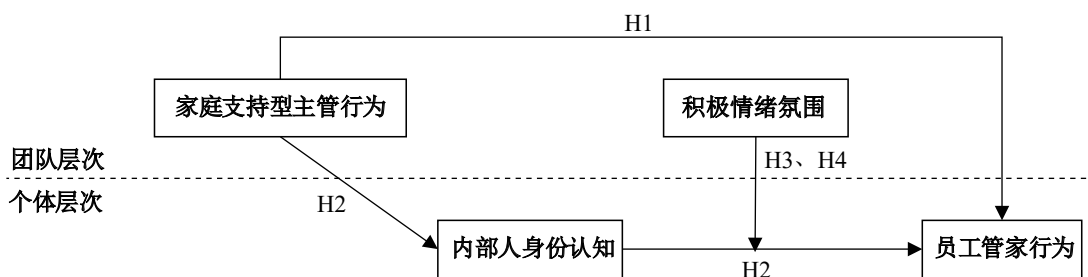 H1
家庭支持型主管行为
积极情绪氛围
团队层次
H3、H4
个体层次
H2
内部人身份认知
员工管家行为
H2